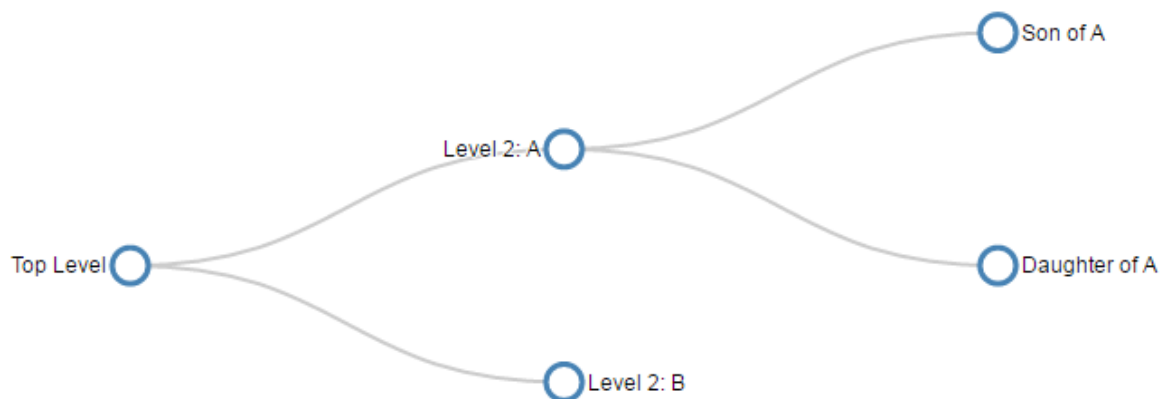 Son of A
Level 2: A
Top Level
Daughter of A
Level 2: B